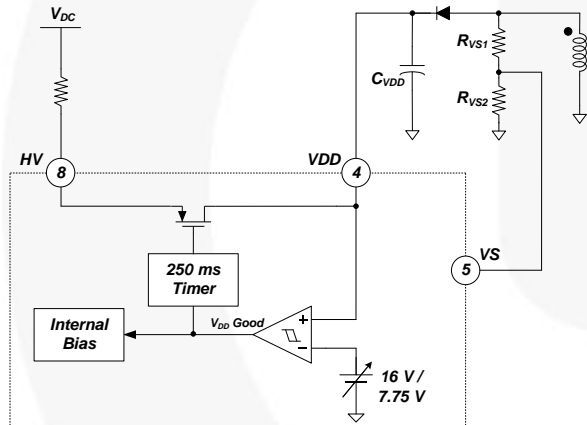 VDC
RVS1
CVDD
RVS2
HV
VDD
8
4
VS
5
250 ms
Timer
Internal
Bias
VDD Good
+
–
16 V /
7.75 V